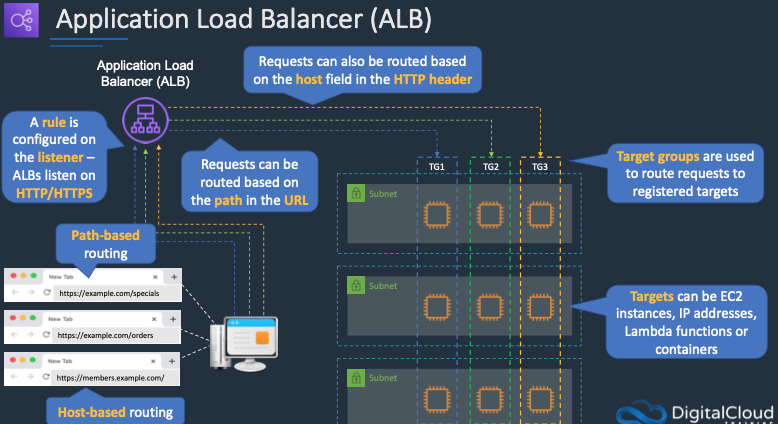 Application Load Balancer (ALB)
Application Load
Balancer (ALB)
Requests can also be routed based
on the host field in the HTTP header
A rule is
configured on
the listener –
ALBs listen on
HTTP/HTTPS
Requests can be
routed based on
the path in the URL
TG1
TG2
TG3
Target groups are used
to route requests to
registered targets
Subnet
Path-based
routing
New Tab
https://example.com/specials
Subnet
Targets can be EC2
instances, IP addresses,
Lambda functions or
containers
New Tab
https://example.com/orders
New Tab
https://members.example.com/
Subnet
Host-based routing
DigitalCloud
TRAINING